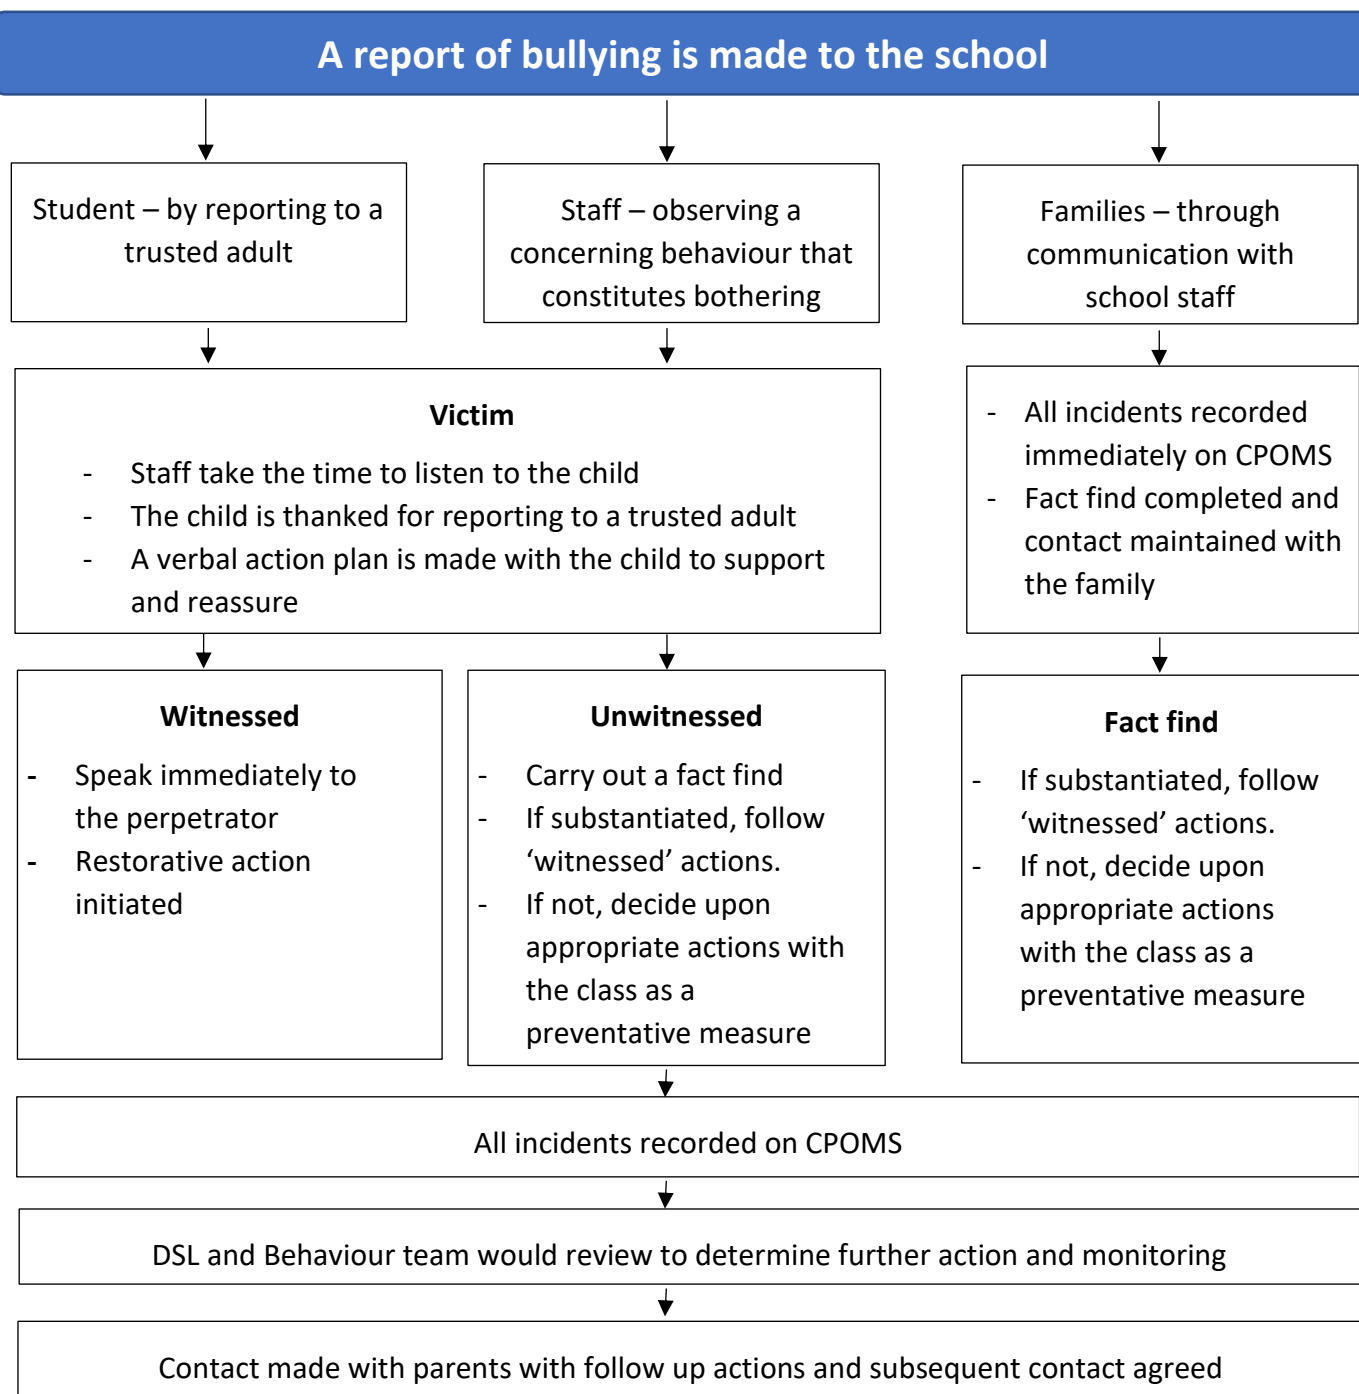 A report of bullying is made to the school
Student – by reporting to a
trusted adult
Staff – observing a
concerning behaviour that
constitutes bothering
Families – through
communication with
school staff
Victim
- Staff take the time to listen to the child
- The child is thanked for reporting to a trusted adult
- A verbal action plan is made with the child to support
and reassure
- All incidents recorded
immediately on CPOMS
- Fact find completed and
contact maintained with
the family
Witnessed
- Speak immediately to
the perpetrator
- Restorative action
initiated
Unwitnessed
- Carry out a fact find
- If substantiated, follow
‘witnessed’ actions.
- If not, decide upon
appropriate actions with
the class as a
preventative measure
Fact find
- If substantiated, follow
‘witnessed’ actions.
- If not, decide upon
appropriate actions
with the class as a
preventative measure
All incidents recorded on CPOMS
DSL and Behaviour team would review to determine further action and monitoring
Contact made with parents with follow up actions and subsequent contact agreed